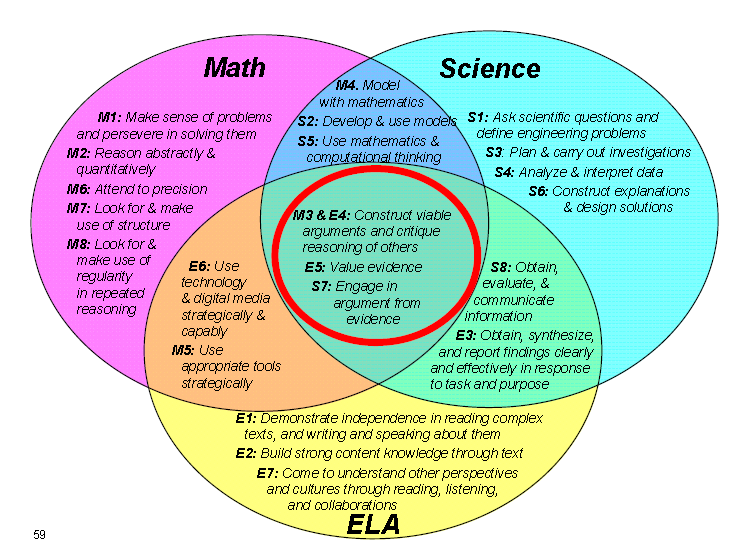 Math
Science
M4. Model
with mathematics
S2: Develop & use models
S5: Use mathematics &
computational thinking
M1: Make sense of problems
and persevere in solving them
M2: Reason abstractly &
quantitatively
M6: Attend to precision
M7: Look for & make
use of structure
M8: Look for &
make use of
regularity
in repeated
reasoning
S1: Ask scientific questions and
define engineering problems
S3: Plan & carry out investigations
S4: Analyze & interpret data
S6: Construct explanations
& design solutions
M3 & E4: Construct viable
arguments and critique
reasoning of others
E5: Value evidence
S7: Engage in
argument from
evidence
E6: Use
technology
& digital media
strategically &
capably
M5: Use
appropriate tools
strategically
S8: Obtain,
evaluate, &
communicate
information
E3: Obtain, synthesize,
and report findings clearly
and effectively in response
to task and purpose
E1: Demonstrate independence in reading complex
texts, and writing and speaking about them
E2: Build strong content knowledge through text
E7: Come to understand other perspectives
and cultures through reading, listening,
and collaborations
ELA
59